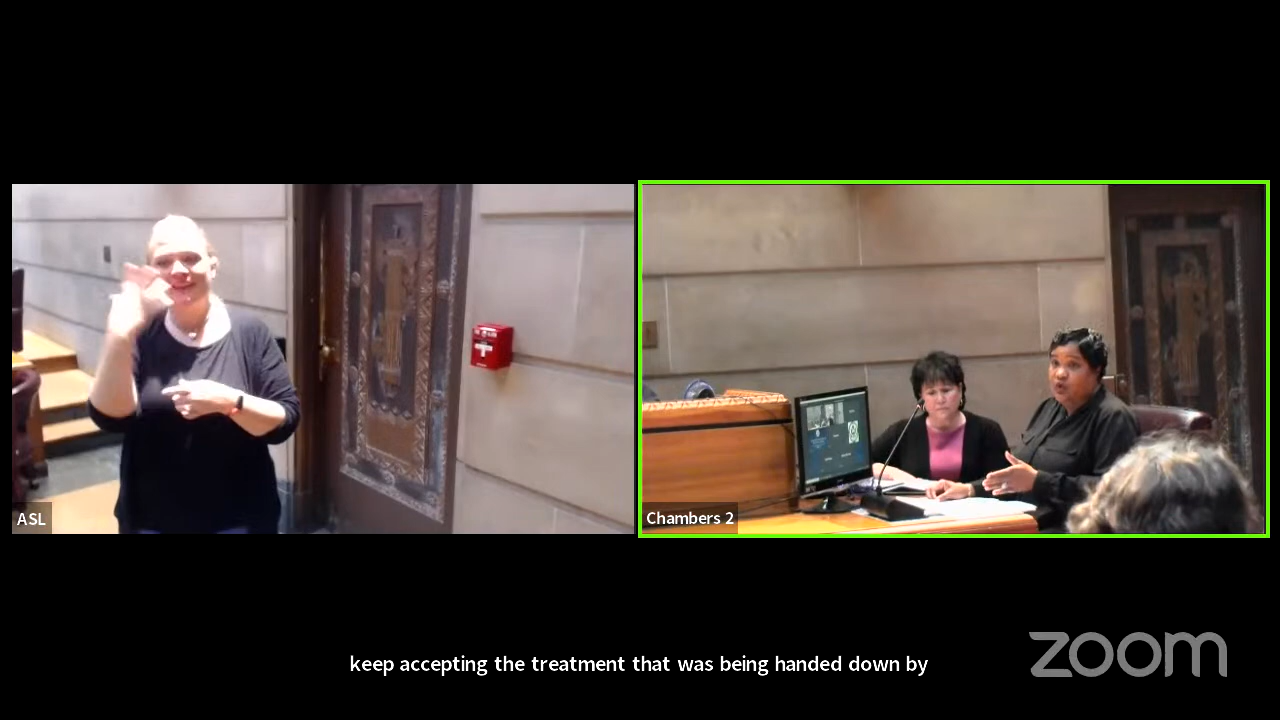 ASL
Chambers 2
keep accepting the treatment that was being handed down by
zoom